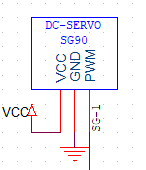 DC-SERVO
SG90
VCC
GND
PWM
VCC
SG-1